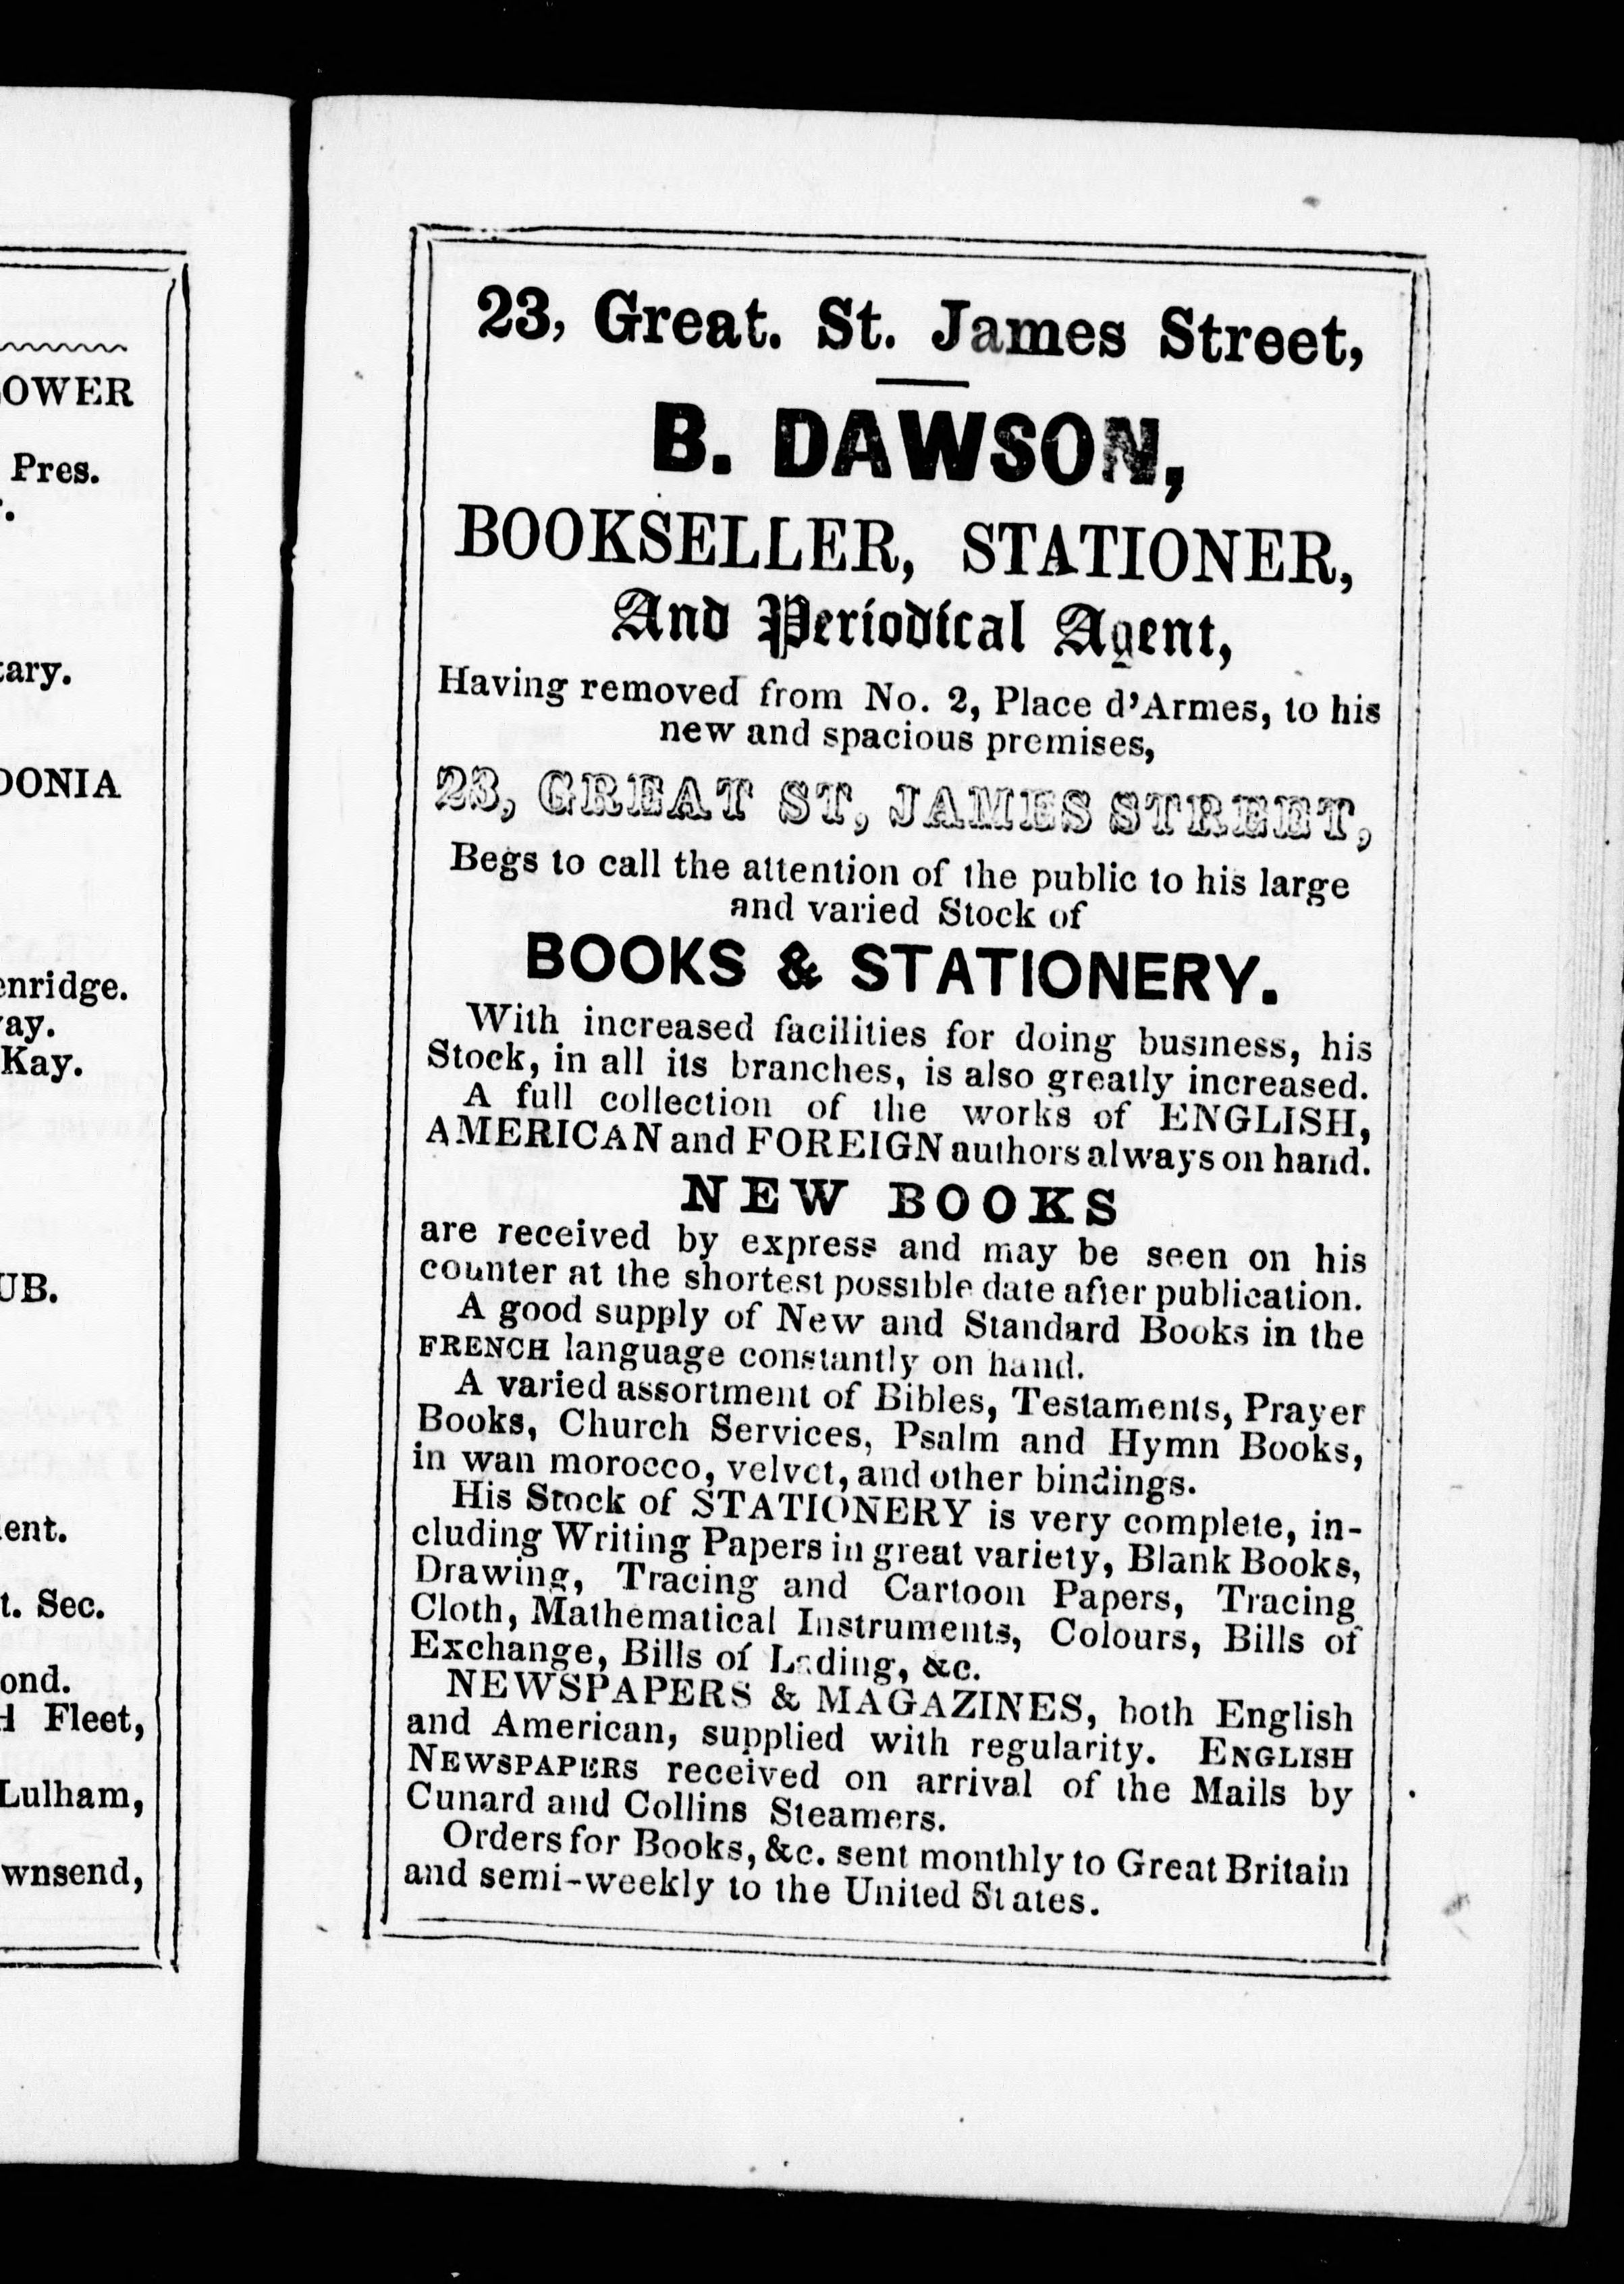 OWER
Pres.
tary.
DONIA
enridge.
ay.
Kay.
UB.
ent.
t. Sec.
ond.
Fleet,
Lulham,
wnsend,
23, Great. St. James Street,
B. DAWSON,
BOOKSELLER, STATIONER,
And Periodical Agent,
Having removed from No. 2, Place d'Armes, to his
new and spacious premises,
23, GREAT ST, JAMES STREET,
Begs to call the attention of the public to his large
and varied Stock of
BOOKS & STATIONERY.
With increased facilities for doing business, his
Stock, in all its branches, is also greatly increased.
A full collection of the works of ENGLISH,
AMERICAN and FOREIGN authors always on hand.
NEW BOOKS
are received by express and may be seen on his
counter at the shortest possible date after publication.
A good supply of New and Standard Books in the
FRENCH language constantly on hand.
A varied assortment of Bibles, Testaments, Prayer
Books, Church Services, Psalm and Hymn Books,
in wan morocco, velvet, and other bindings.
His Stock of STATIONERY is very complete, in-
cluding Writing Papers in great variety, Blank Books,
Drawing, Tracing and Cartoon Papers, Tracing
Cloth, Mathematical Instruments, Colours, Bills of
Exchange, Bills of Lading, &c.
NEWSPAPERS & MAGAZINES, both English
and American, supplied with regularity. ENGLISH
NEWSPAPERS received on arrival of the Mails by
Cunard and Collins Steamers.
Orders for Books, &c. sent monthly to Great Britain
and semi-weekly to the United States.